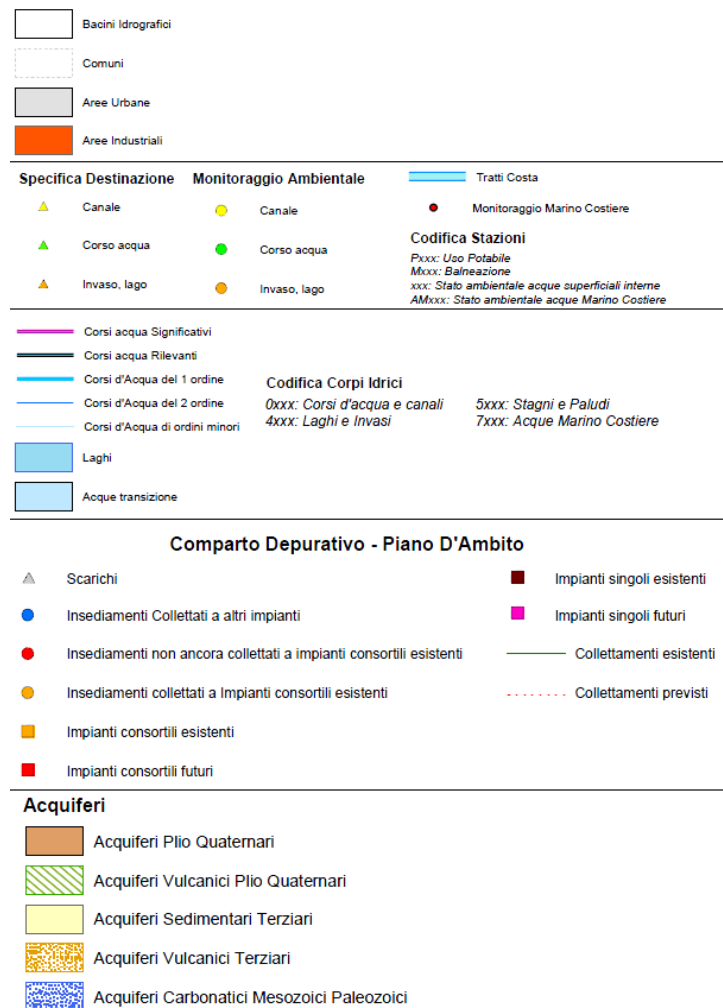 Bacini Idrografici
Comuni
Aree Urbane
Aree Industriali
Specifica Destinazione
Canale
Corso acqua
Invaso, lago
Monitoraggio Ambientale
Canale
Corso acqua
Invaso, lago
Tratti Costa
Monitoraggio Marino Costiere
Codifica Stazioni
Pxxx: Uso Potabile
Mxxx: Balneazione
xxx: Stato ambientale acque superficiali interne
AMxxx: Stato ambientale acque Marino Costiere
Corsi acqua Significativi
Corsi acqua Rilevanti
Corsi d'Acqua del 1 ordine
Corsi d'Acqua del 2 ordine
Corsi d'Acqua di ordini minori
Laghi
Acque transizione
Codifica Corpi Idrici
0xxx: Corsi d'acqua e canali
4xxx: Laghi e Invasi
5xxx: Stagni e Paludi
7xxx: Acque Marino Costiere
Comparto Depurativo - Piano D'Ambito
Scarichi
Insediamenti Collettati a altri impianti
Insediamenti non ancora collettati a impianti consortili esistenti
Insediamenti collettati a Impianti consortili esistenti
Impianti consortili esistenti
Impianti consortili futuri
Impianti singoli esistenti
Impianti singoli futuri
Collettamenti esistenti
Collettamenti previsti
Acquiferi
Acquiferi Plio Quaternari
Acquiferi Vulcanici Plio Quaternari
Acquiferi Sedimentari Terziari
Acquiferi Vulcanici Terziari
Acquiferi Carbonatici Mesozoici Paleozoici